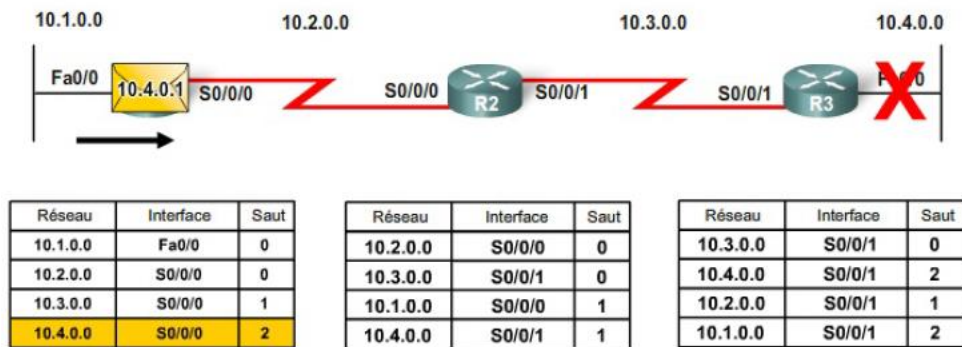 10.1.0.0 10.2.0.0 10.3.0.0 10.4.0.0
Fa0/0 10.4.0.1 S0/0/0 S0/0/0 R2 S0/0/1 S0/0/1 R3
Réseau Interface Saut
10.1.0.0 Fa0/0 0
10.2.0.0 S0/0/0 0
10.3.0.0 S0/0/0 1
10.4.0.0 S0/0/0 2
Réseau Interface Saut
10.2.0.0 S0/0/0 0
10.3.0.0 S0/0/1 0
10.1.0.0 S0/0/0 1
10.4.0.0 S0/0/1 1
Réseau Interface Saut
10.3.0.0 S0/0/1 0
10.4.0.0 S0/0/1 2
10.2.0.0 S0/0/1 1
10.1.0.0 S0/0/1 2